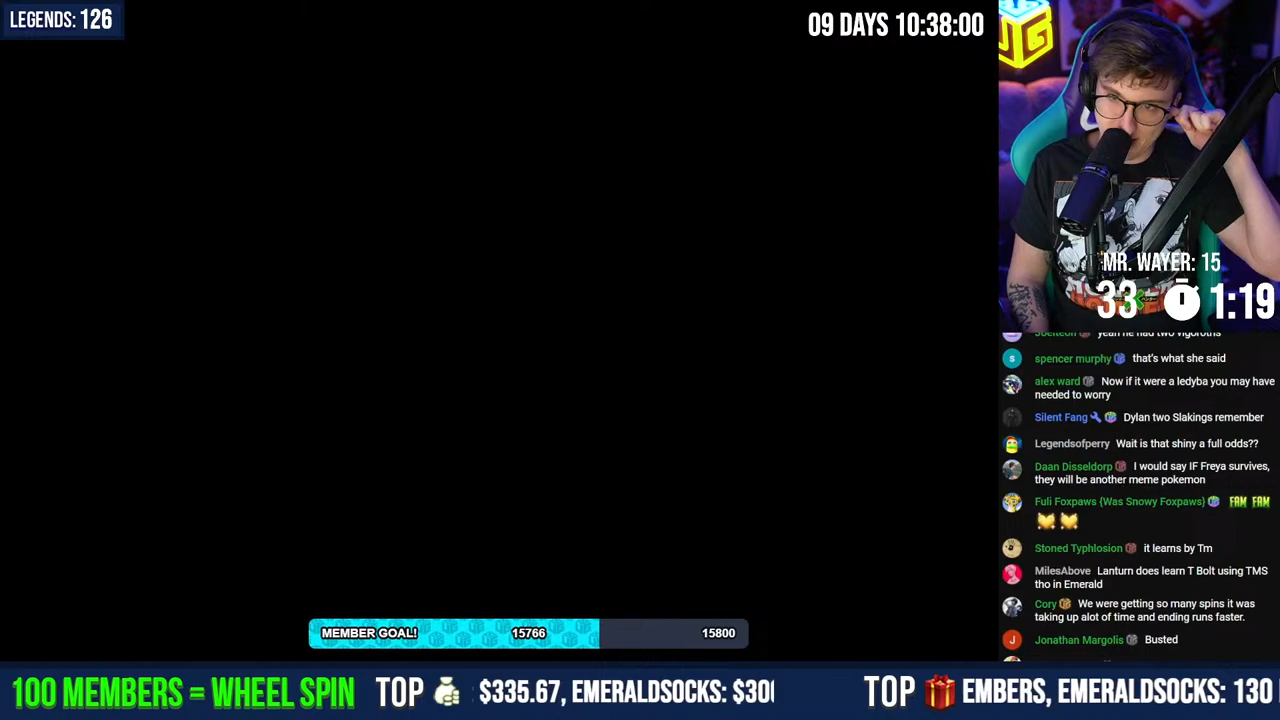 LEGENDS: 126
09 DAYS 10:38:00
MR. WAYER: 15
33 1:19
yeah he had two vigoroths
spencer murphy that's what she said
alex ward Now if it were a ledyba you may have
needed to worry
Silent Fang Dylan two Slakings remember
Legendsofperry Wait is that shiny a full odds??
Daan Disseldorp I would say IF Freya survives,
they will be another meme pokemon
Fuli Foxpaws {Was Snowy Foxpaws} FAM FAM
Stoned Typhlosion it learns by Tm
MilesAbove Lanturn does learn T Bolt using TMS
tho in Emerald
Cory We were getting so many spins it was
taking up alot of time and ending runs faster.
Jonathan Margolis Busted
MEMBER GOAL! 15766 15800
100 MEMBERS = WHEEL SPIN TOP $335.67, EMERALDSOCKS: $30 TOP EMBERS, EMERALDSOCKS: 130